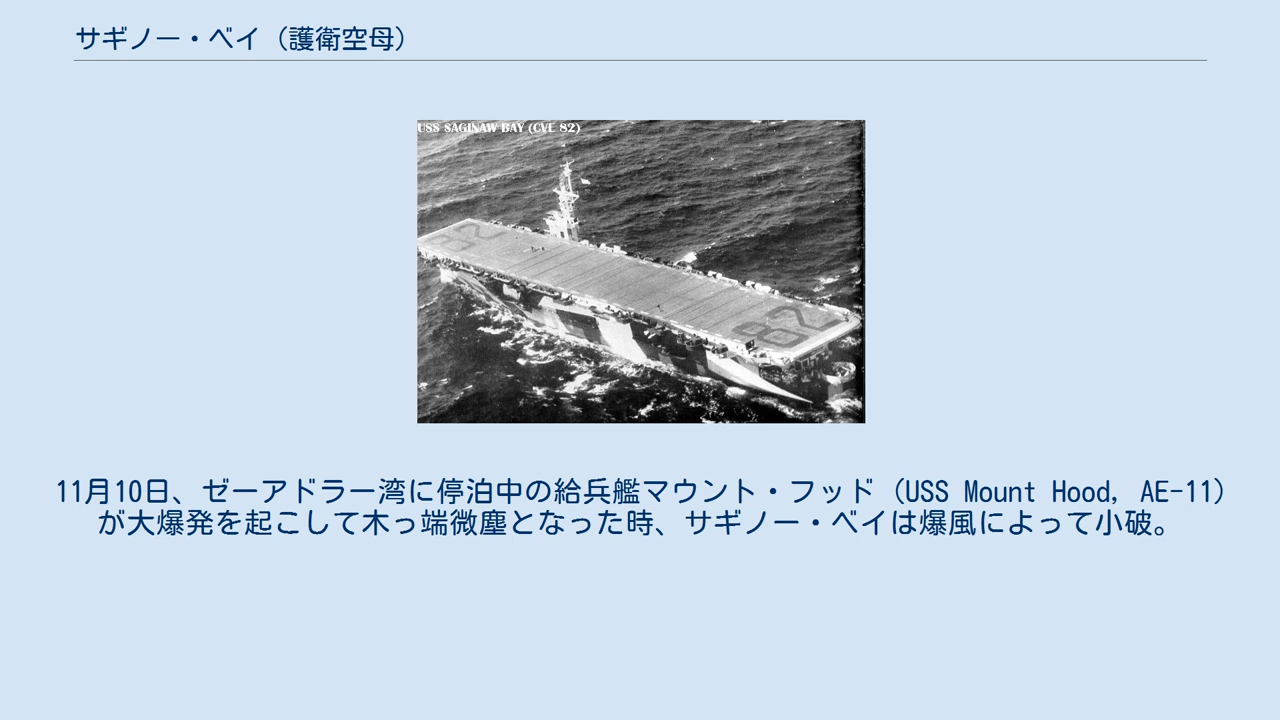 サギノー・ベイ（護衛空母）
USS SAGINAW BAY (CVE 82)
82
82
11月10日、ゼーアドラー湾に停泊中の給兵艦マウント・フッド（USS Mount Hood, AE-11）
が大爆発を起こして木っ端微塵となった時、サギノー・ベイは爆風によって小破。